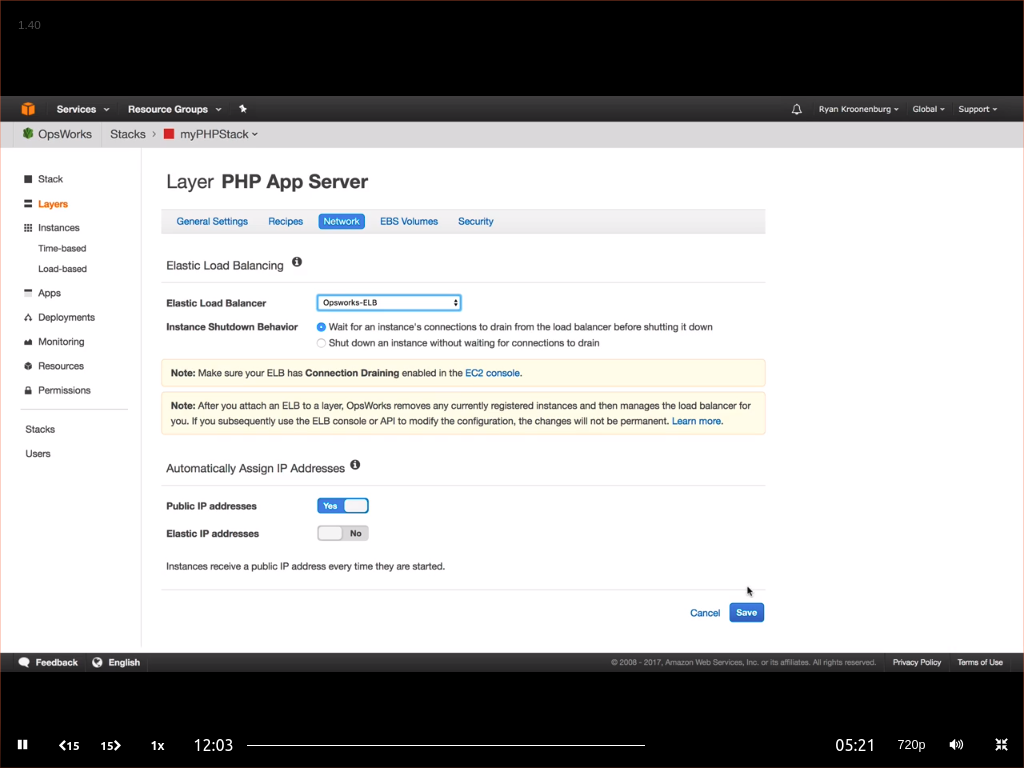 1.40
Services Resource Groups Ryan Kroonenburg Global Support
OpsWorks Stacks myPHPStack
Stack
Layers
Instances
Time-based
Load-based
Apps
Deployments
Monitoring
Resources
Permissions
Stacks
Users
Layer PHP App Server
General Settings Recipes Network EBS Volumes Security
Elastic Load Balancing
Elastic Load Balancer Opsworks-ELB
Instance Shutdown Behavior Wait for an instance's connections to drain from the load balancer before shutting it down
Shut down an instance without waiting for connections to drain
Note: Make sure your ELB has Connection Draining enabled in the EC2 console.
Note: After you attach an ELB to a layer, OpsWorks removes any currently registered instances and then manages the load balancer for
you. If you subsequently use the ELB console or API to modify the configuration, the changes will not be permanent. Learn more.
Automatically Assign IP Addresses
Public IP addresses Yes
Elastic IP addresses No
Instances receive a public IP address every time they are started.
Cancel Save
Feedback English © 2008 - 2017, Amazon Web Services, Inc. or its affiliates. All rights reserved. Privacy Policy Terms of Use
15 15 1x 12:03 05:21 720p